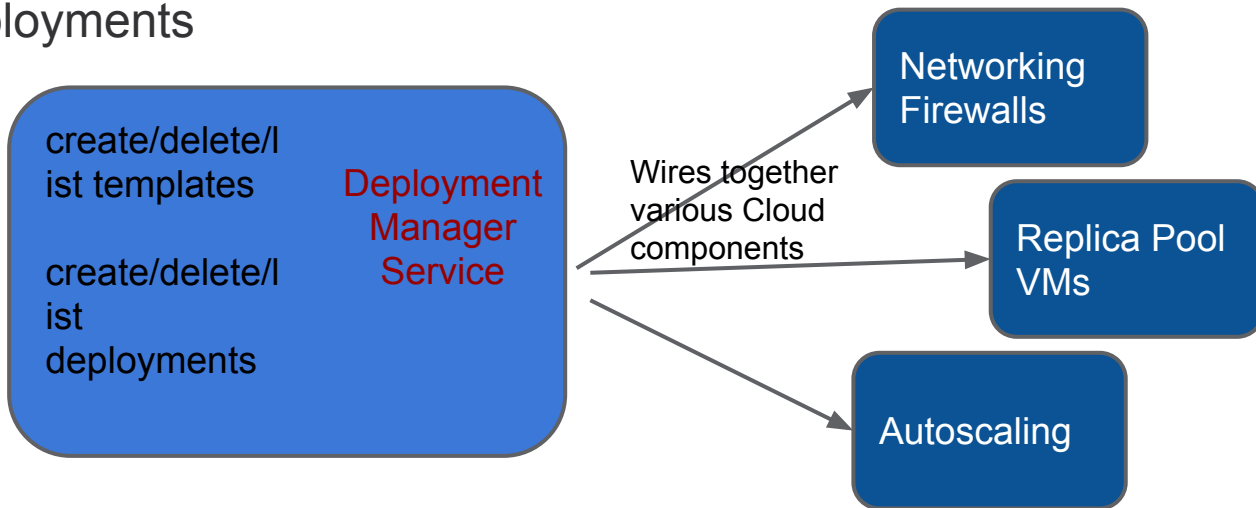 ployments
create/delete/l
ist templates
create/delete/l
ist
deployments
Deployment
Manager
Service
Wires together
various Cloud
components
Networking
Firewalls
Replica Pool
VMs
Autoscaling